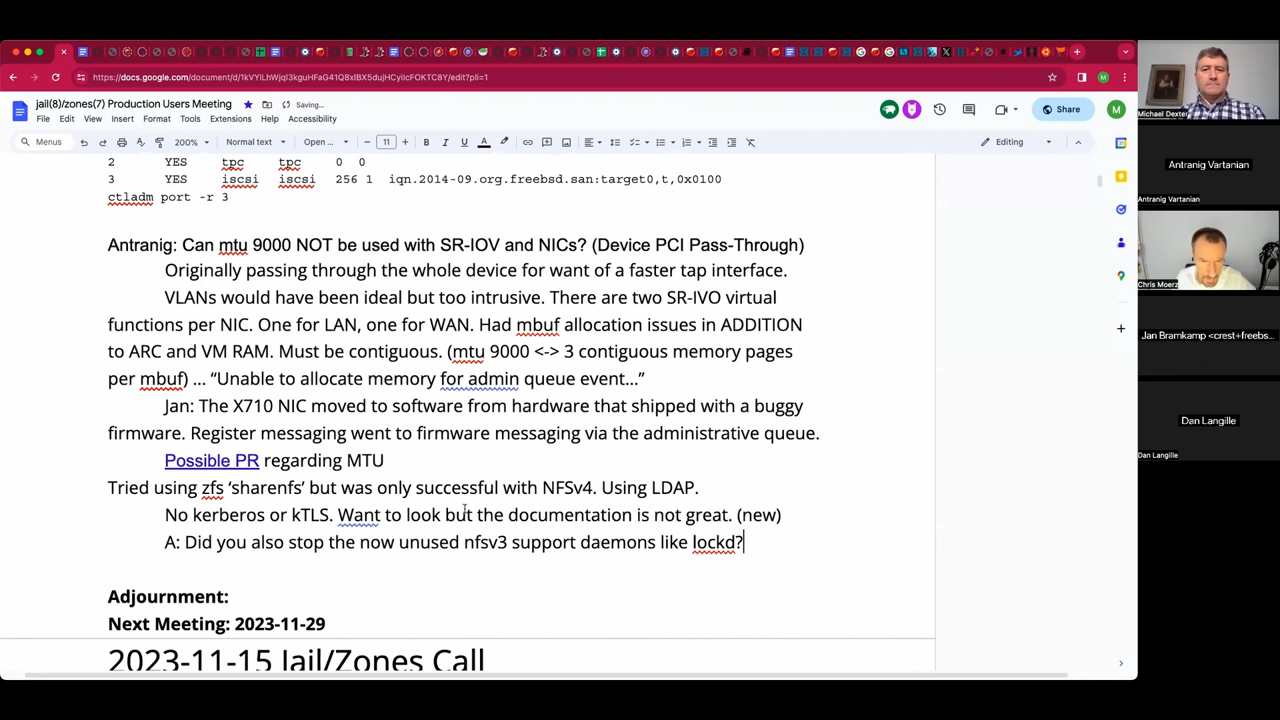 https://docs.google.com/document/d/1kVYiLhWjql3kguHFaG41Q8xIBX5dujHCyIIcFOKTC8Y/edit?pli=1
jail(8)/zones(7) Production Users Meeting
Saving...
File Edit View Insert Format Tools Extensions Help Accessibility
Share
M
M
Menus
200%
Normal text
Open ...
11
Editing
2 YES tpc tpc 0 0
3 YES iscsi iscsi 256 1 iqn.2014-09.org.freebsd.san:target0,t,0x0100
ctladm port -r 3
Antranig: Can mtu 9000 NOT be used with SR-IOV and NICs? (Device PCI Pass-Through)
Originally passing through the whole device for want of a faster tap interface.
VLANs would have been ideal but too intrusive. There are two SR-IVO virtual
functions per NIC. One for LAN, one for WAN. Had mbuf allocation issues in ADDITION
to ARC and VM RAM. Must be contiguous. (mtu 9000 <-> 3 contiguous memory pages
per mbuf) ... “Unable to allocate memory for admin queue event...”
Jan: The X710 NIC moved to software from hardware that shipped with a buggy
firmware. Register messaging went to firmware messaging via the administrative queue.
Possible PR regarding MTU
Tried using zfs ‘sharenfs’ but was only successful with NFSv4. Using LDAP.
No kerberos or kTLS. Want to look but the documentation is not great. (new)
A: Did you also stop the now unused nfsv3 support daemons like lockd?
Adjournment:
Next Meeting: 2023-11-29
2023-11-15 Jail/Zones Call
Michael Dexter
Antranig Vartanian
Antranig Vartanian
Chris Moerz
Jan Bramkamp <crest+freebs...
Dan Langille
Dan Langille